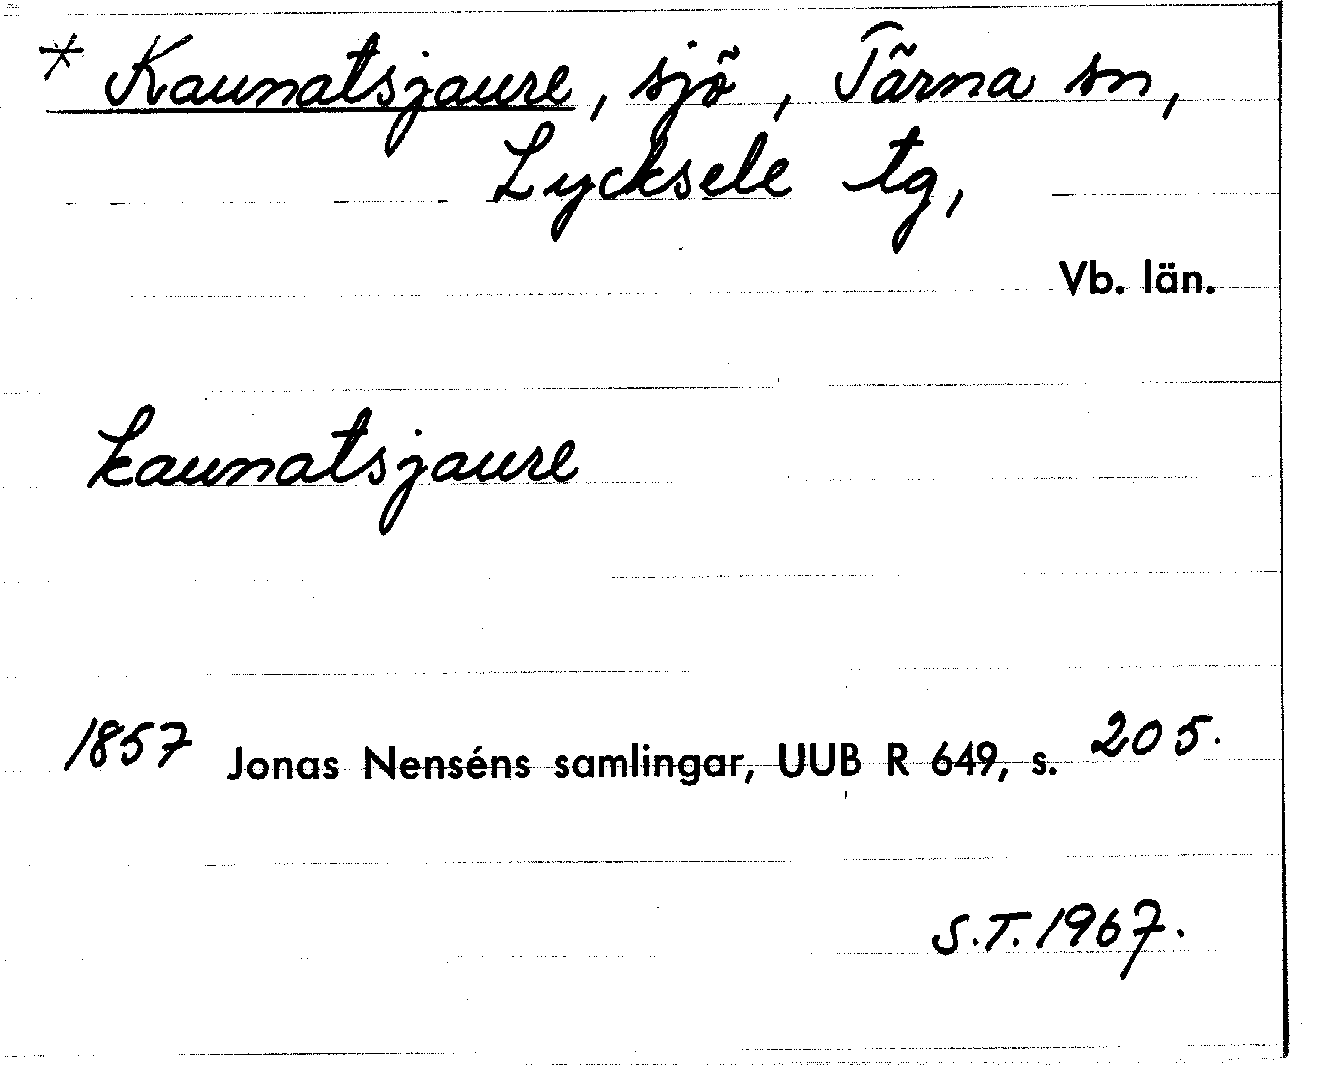 * Kaunatsjaure, sjö, Tärna sn,
Lycksele tg,
Vb. län.
kaunatsjaure
1857 Jonas Nenséns samlingar, UUB R 649, s. 205.
S.T. 1967.